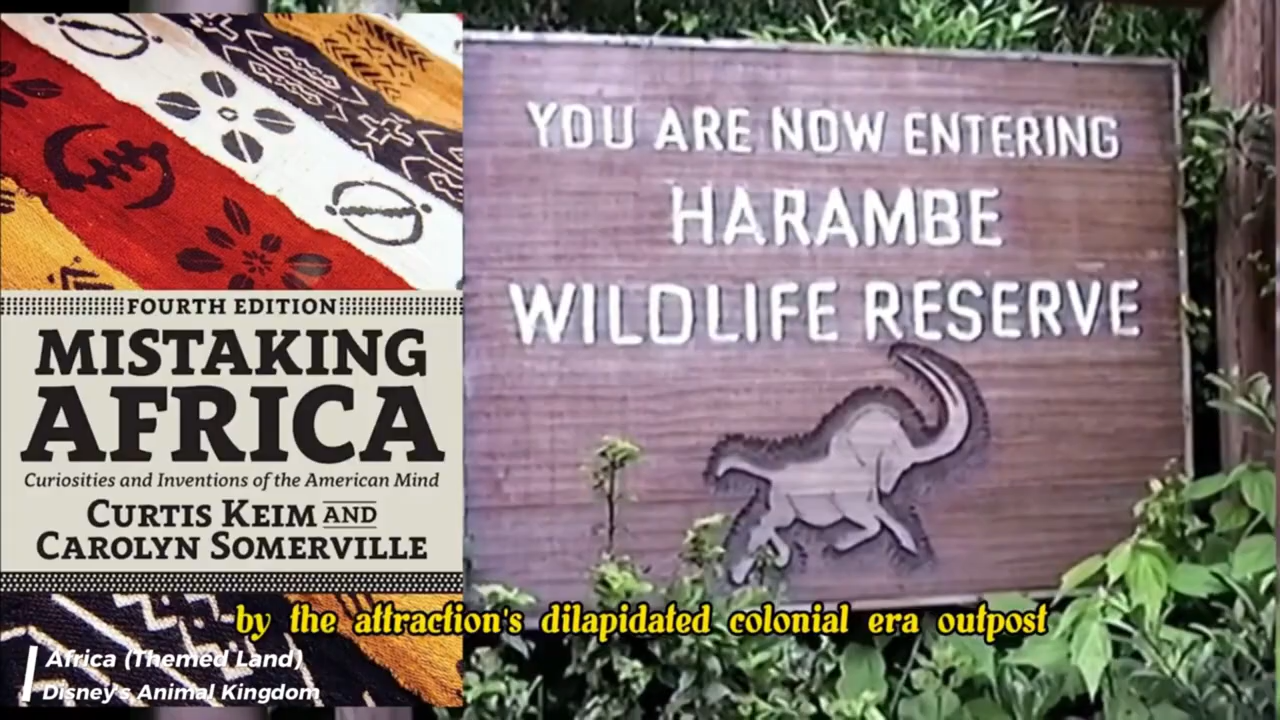 FOURTH EDITION
MISTAKING
AFRICA
Curiosities and Inventions of the American Mind
CURTIS KEIM AND
CAROLYN SOMERVILLE
YOU ARE NOW ENTERING
HARAMBE
WILDLIFE RESERVE
by the attraction's dilapidated colonial era outpost
Africa (Themed Land)
Disney's Animal Kingdom